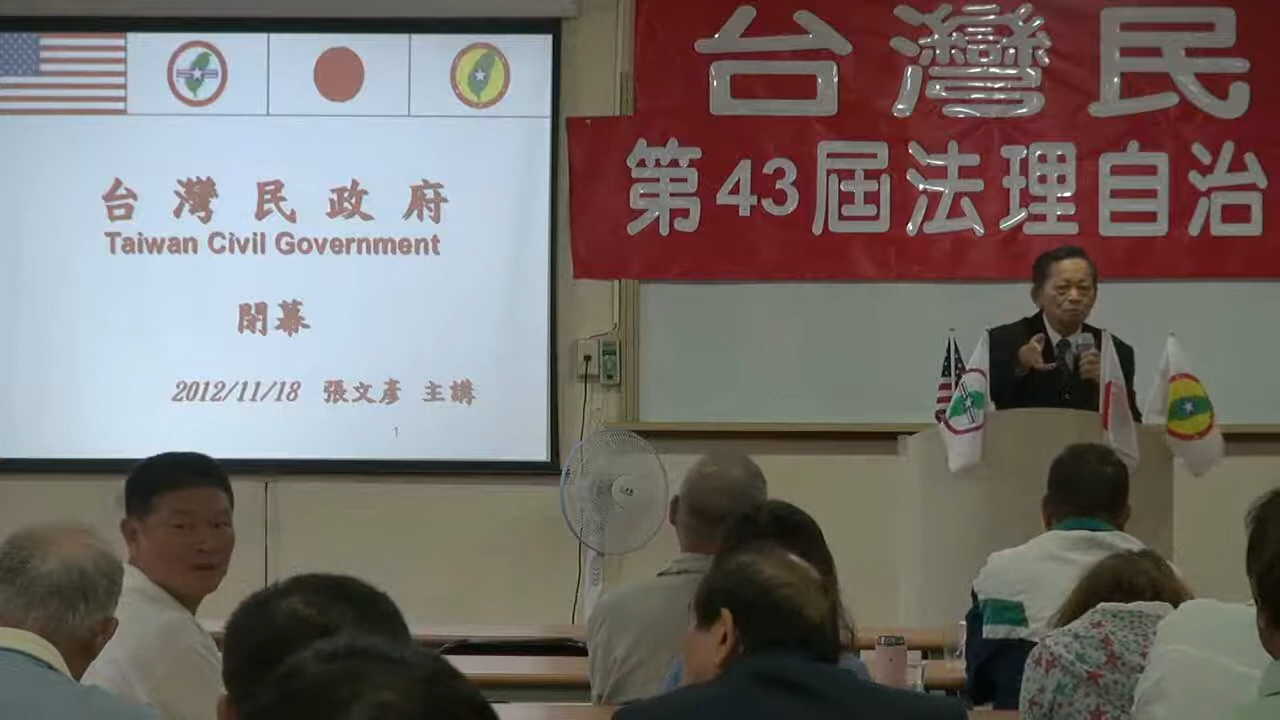 台灣民政府
Taiwan Civil Government
閉幕
2012/11/18 張文彥 主講
1
台灣民
第43屆法理自治